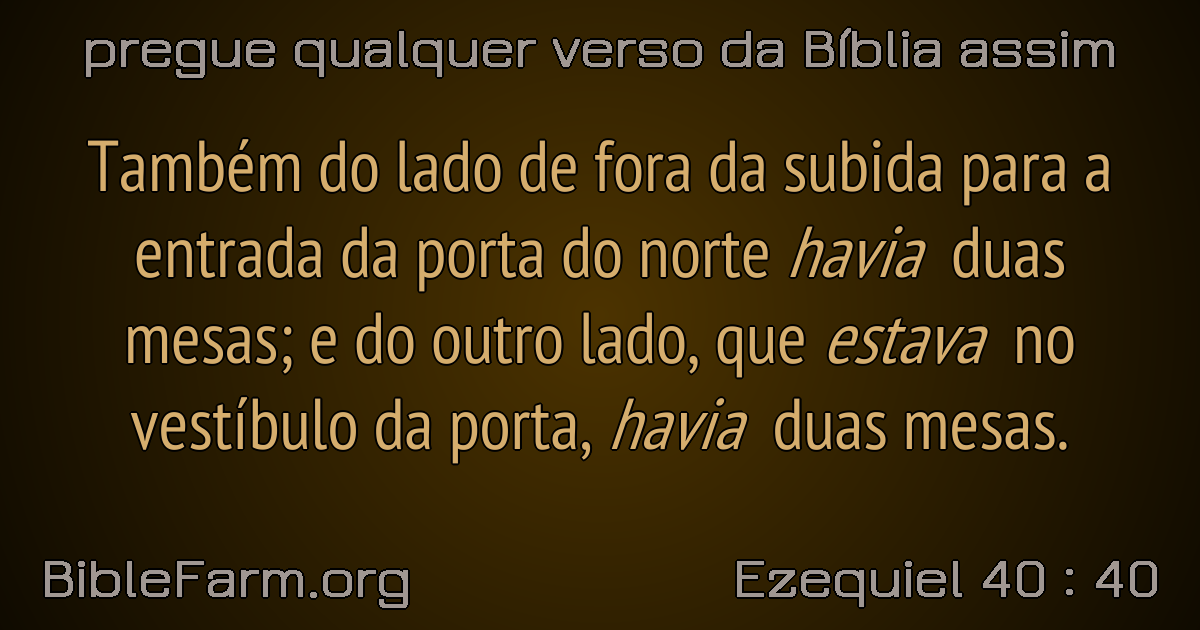 pregue qualquer verso da Bíblia assim
Também do lado de fora da subida para a
entrada da porta do norte havia duas
mesas; e do outro lado, que estava no
vestíbulo da porta, havia duas mesas.
BibleFarm.org
Ezequiel 40 : 40